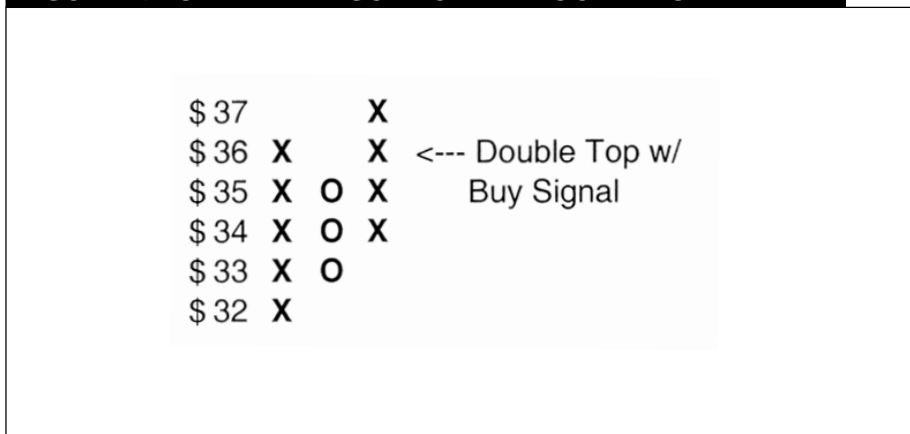 $ 37 X
$ 36 X X <--- Double Top w/
$ 35 X O X Buy Signal
$ 34 X O X
$ 33 X O
$ 32 X